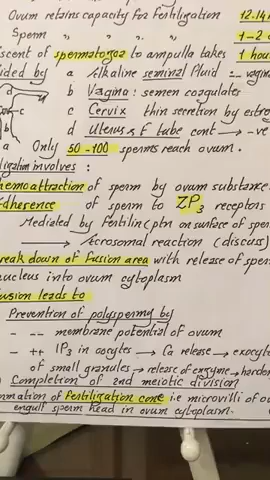 Ovum retains capacity for fertilization 12-24
Sperm " " " 1-2 d
scent of spermatozoa to ampulla takes 1 hour
ided by a Alkaline seminal fluid : _ vagina
b Vagina : semen coagulates
c Cervix thin secretion by estro
d Uterus & F tube cont → -ve
Only 50-100 sperms reach ovum.
lization involves :
hemoattraction of sperm by ovum substance
dherence of sperm to ZP3 receptors
Mediated by Fertilin (ptn on surface of sper
→ Acrosomal reaction (discuss)
reak down of Fusion area with release of sper
nucleus into ovum cytoplasm
usion leads to
Prevention of polyspermy by
- -- membrane potential of ovum
- ++ IP3 in oocytes → Ca release → exocyt
of small granules → release of enzyme → harden
) Completion of 2nd meiotic division
rmation of fertilization cone i.e microvilli of ov
engulf sperm head in ovum cytoplasm.